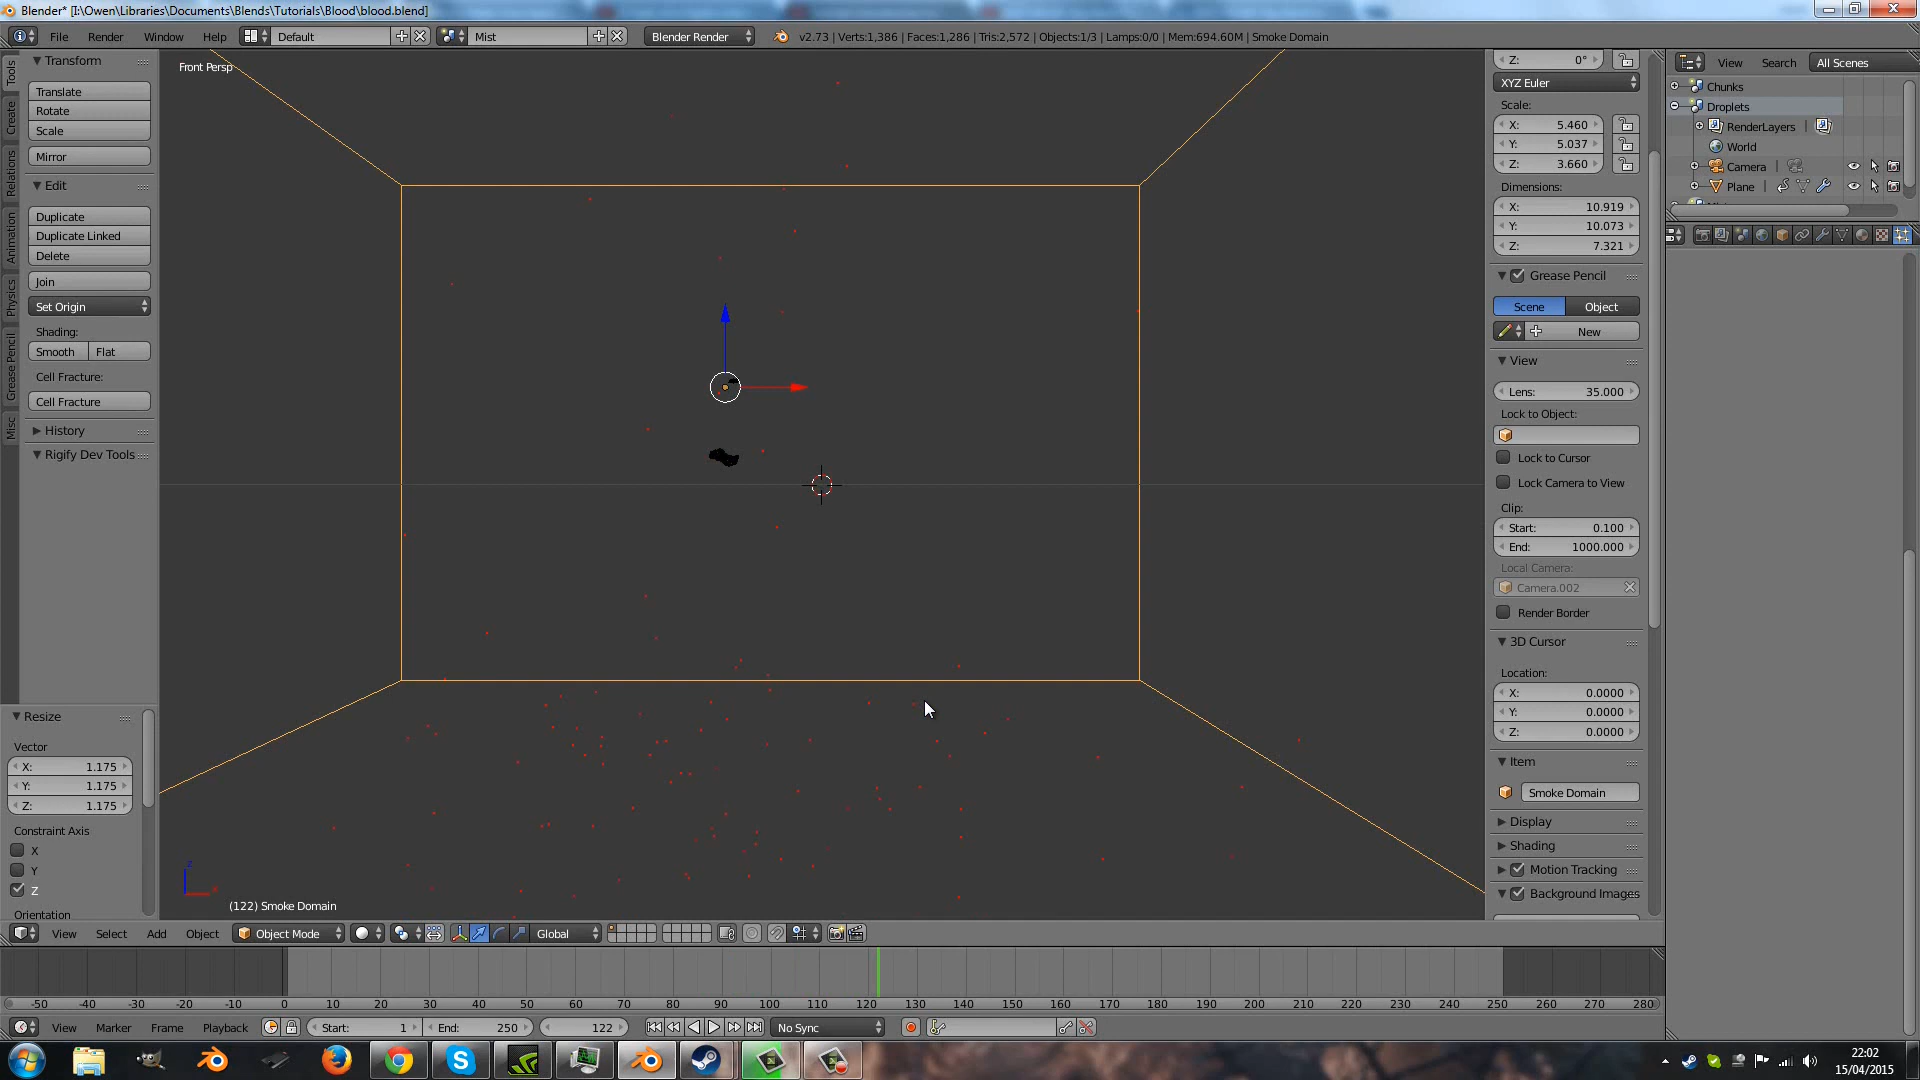 Blender* [I:\Owen\Libraries\Documents\Blends\Tutorials\Blood\blood.blend]
File Render Window Help Default Mist Blender Render v2.73 | Verts:1,386 | Faces:1,286 | Tris:2,572 | Objects:1/3 | Lamps:0/0 | Mem:694.60M | Smoke Domain
Tools
Create
Relations
Animation
Physics
Grease Pencil
Misc
Transform
Translate
Rotate
Scale
Mirror
Edit
Duplicate
Duplicate Linked
Delete
Join
Set Origin
Shading:
Smooth Flat
Cell Fracture:
Cell Fracture
History
Rigify Dev Tools
Resize
Vector
X: 1.175
Y: 1.175
Z: 1.175
Constraint Axis
X
Y
Z
Orientation
Front Persp
z
(122) Smoke Domain
Z: 0°
XYZ Euler
Scale:
X: 5.460
Y: 5.037
Z: 3.660
Dimensions:
X: 10.919
Y: 10.073
Z: 7.321
Grease Pencil
Scene Object
New
View
Lens: 35.000
Lock to Object:
Lock to Cursor
Lock Camera to View
Clip:
Start: 0.100
End: 1000.000
Local Camera:
Camera.002
Render Border
3D Cursor
Location:
X: 0.0000
Y: 0.0000
Z: 0.0000
Item
Smoke Domain
Display
Shading
Motion Tracking
Background Images
View Search All Scenes
Chunks
Droplets
RenderLayers |
World
Camera |
Plane |
View Select Add Object Object Mode Global
-50 -40 -30 -20 -10 0 10 20 30 40 50 60 70 80 90 100 110 120 130 140 150 160 170 180 190 200 210 220 230 240 250 260 270 280
View Marker Frame Playback Start: 1 End: 250 122 No Sync
22:02
15/04/2015